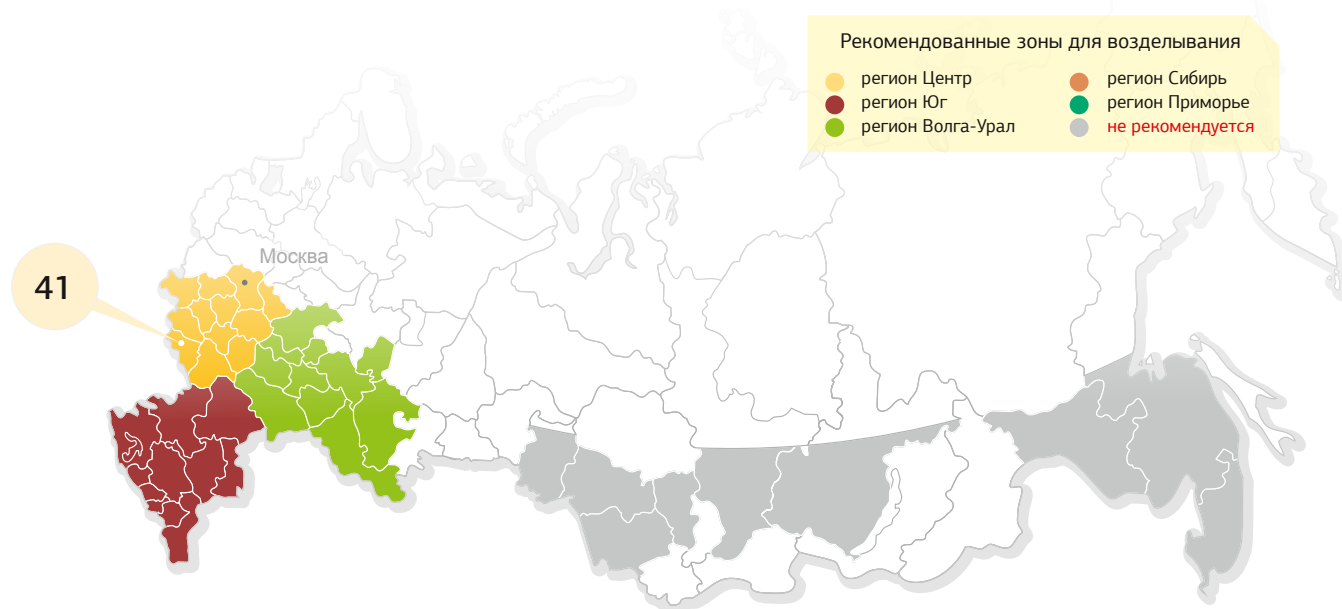 Рекомендованные зоны для возделывания
регион Центр
регион Юг
регион Волга-Урал
регион Сибирь
регион Приморье
не рекомендуется
Москва
41